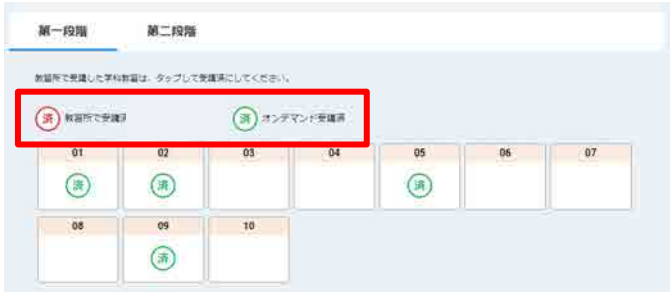 第一段階 第二段階
教習所で受講した学科教習は、タップして受講済にしてください。
済 教習所で受講済 済 オンデマンド受講済
01 02 03 04 05 06 07
済 済 済
08 09 10
済